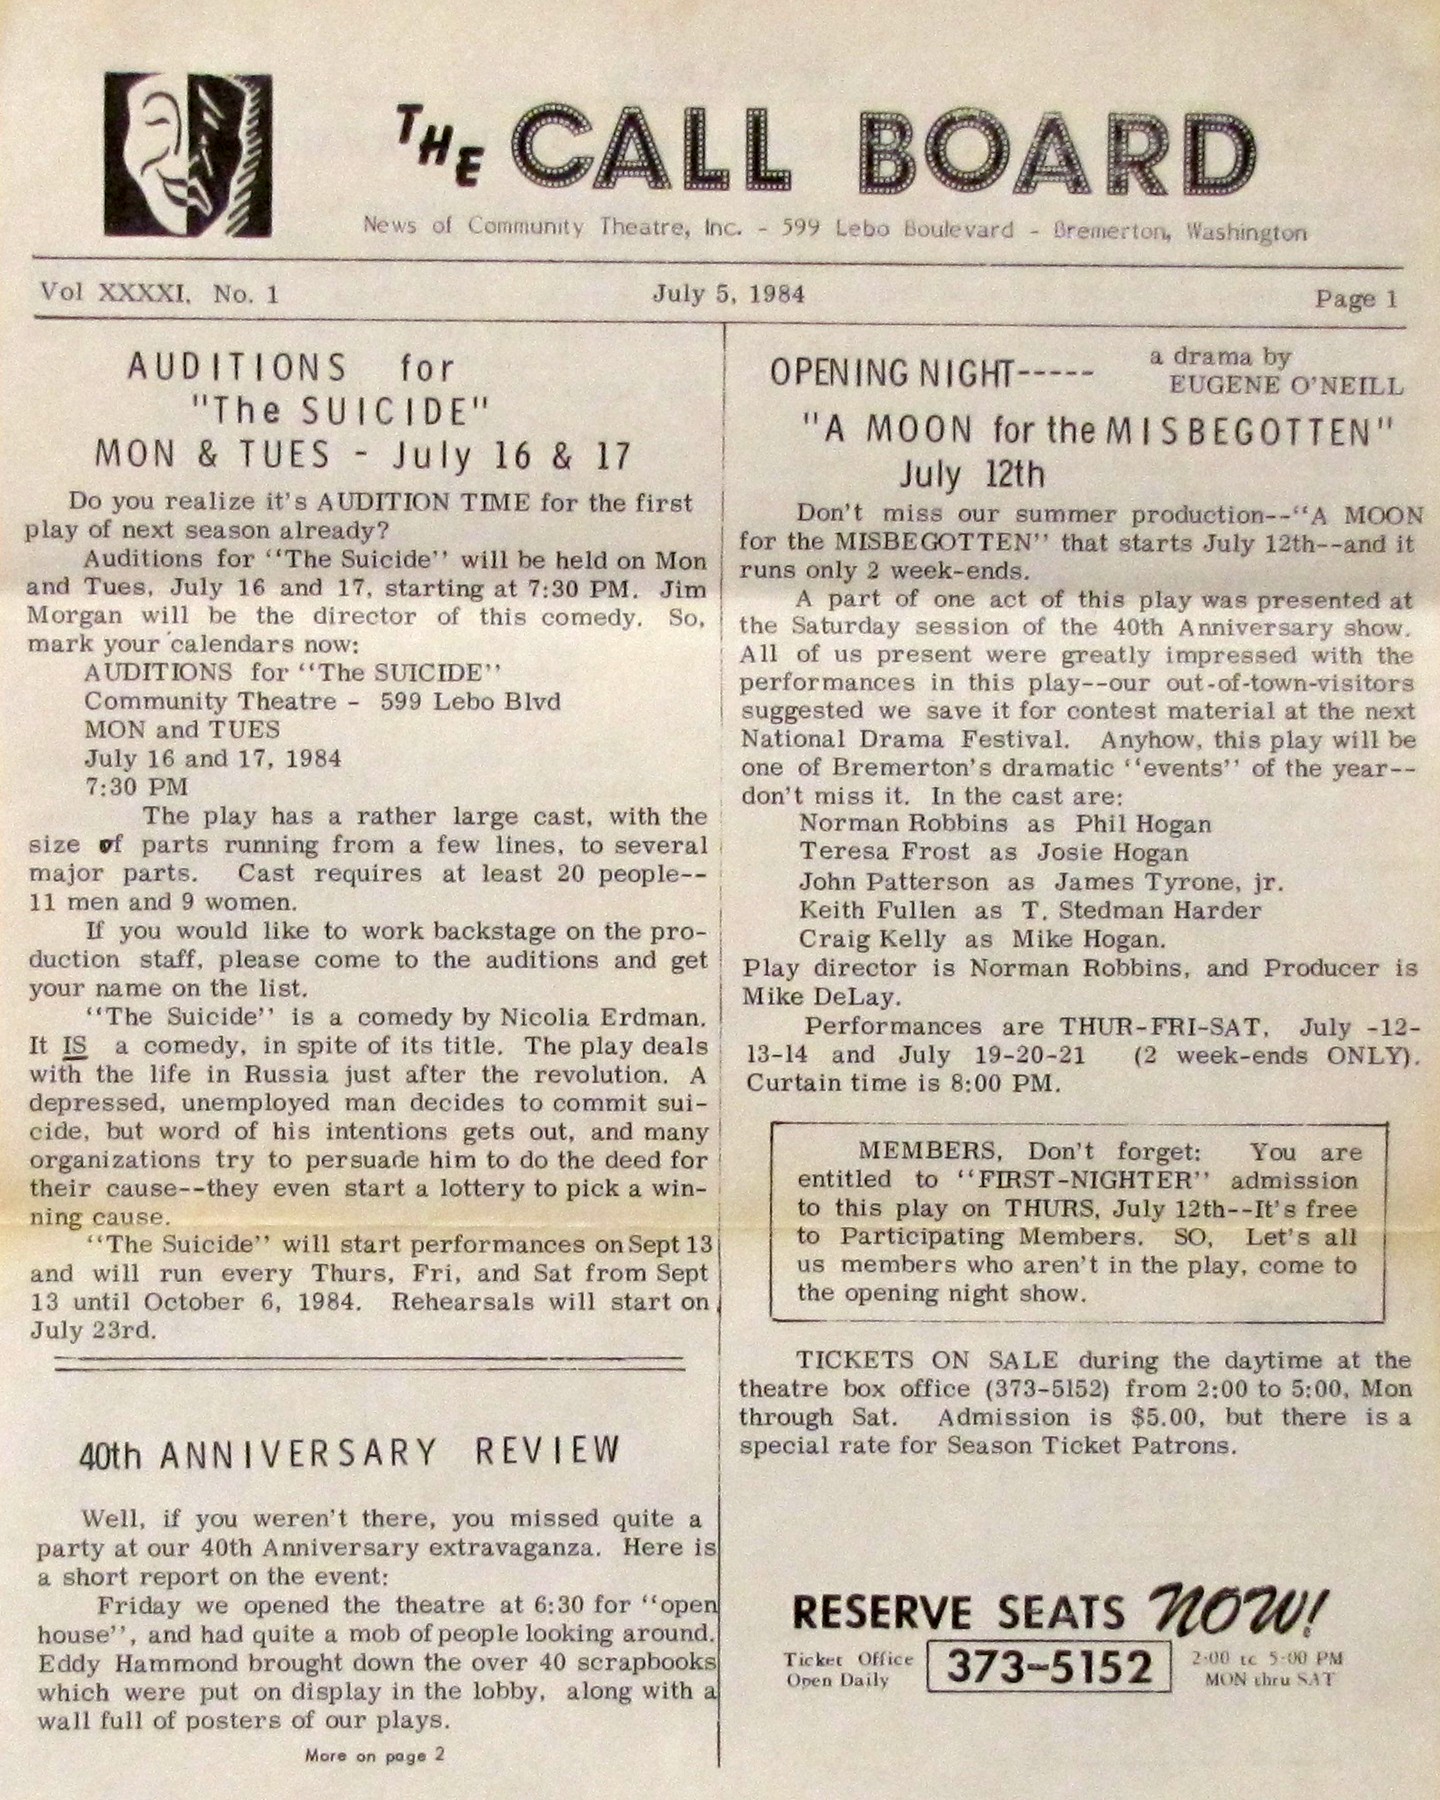 THE CALL BOARD
News of Community Theatre, Inc. - 599 Lebo Boulevard - Bremerton, Washington
Vol XXXXI, No. 1 July 5, 1984 Page 1
AUDITIONS for
"The SUICIDE"
MON & TUES - July 16 & 17
Do you realize it's AUDITION TIME for the first
play of next season already?
Auditions for "The Suicide" will be held on Mon
and Tues, July 16 and 17, starting at 7:30 PM. Jim
Morgan will be the director of this comedy. So,
mark your calendars now:
AUDITIONS for "The SUICIDE"
Community Theatre - 599 Lebo Blvd
MON and TUES
July 16 and 17, 1984
7:30 PM
The play has a rather large cast, with the
size of parts running from a few lines, to several
major parts. Cast requires at least 20 people--
11 men and 9 women.
If you would like to work backstage on the pro-
duction staff, please come to the auditions and get
your name on the list.
"The Suicide" is a comedy by Nicolia Erdman.
It IS a comedy, in spite of its title. The play deals
with the life in Russia just after the revolution. A
depressed, unemployed man decides to commit sui-
cide, but word of his intentions gets out, and many
organizations try to persuade him to do the deed for
their cause--they even start a lottery to pick a win-
ning cause.
"The Suicide" will start performances on Sept 13
and will run every Thurs, Fri, and Sat from Sept
13 until October 6, 1984. Rehearsals will start on
July 23rd.
40th ANNIVERSARY REVIEW
Well, if you weren't there, you missed quite a
party at our 40th Anniversary extravaganza. Here is
a short report on the event:
Friday we opened the theatre at 6:30 for "open
house", and had quite a mob of people looking around.
Eddy Hammond brought down the over 40 scrapbooks
which were put on display in the lobby, along with a
wall full of posters of our plays.
More on page 2
OPENING NIGHT----- a drama by
EUGENE O'NEILL
"A MOON for the MISBEGOTTEN"
July 12th
Don't miss our summer production--"A MOON
for the MISBEGOTTEN" that starts July 12th--and it
runs only 2 week-ends.
A part of one act of this play was presented at
the Saturday session of the 40th Anniversary show.
All of us present were greatly impressed with the
performances in this play--our out-of-town-visitors
suggested we save it for contest material at the next
National Drama Festival. Anyhow, this play will be
one of Bremerton's dramatic "events" of the year--
don't miss it. In the cast are:
Norman Robbins as Phil Hogan
Teresa Frost as Josie Hogan
John Patterson as James Tyrone, jr.
Keith Fullen as T. Stedman Harder
Craig Kelly as Mike Hogan.
Play director is Norman Robbins, and Producer is
Mike DeLay.
Performances are THUR-FRI-SAT, July -12-
13-14 and July 19-20-21 (2 week-ends ONLY).
Curtain time is 8:00 PM.
MEMBERS, Don't forget: You are
entitled to "FIRST-NIGHTER" admission
to this play on THURS, July 12th--It's free
to Participating Members. SO, Let's all
us members who aren't in the play, come to
the opening night show.
TICKETS ON SALE during the daytime at the
theatre box office (373-5152) from 2:00 to 5:00, Mon
through Sat. Admission is $5.00, but there is a
special rate for Season Ticket Patrons.
RESERVE SEATS NOW!
Ticket Office
Open Daily
373-5152
2:00 to 5:00 PM
MON thru SAT